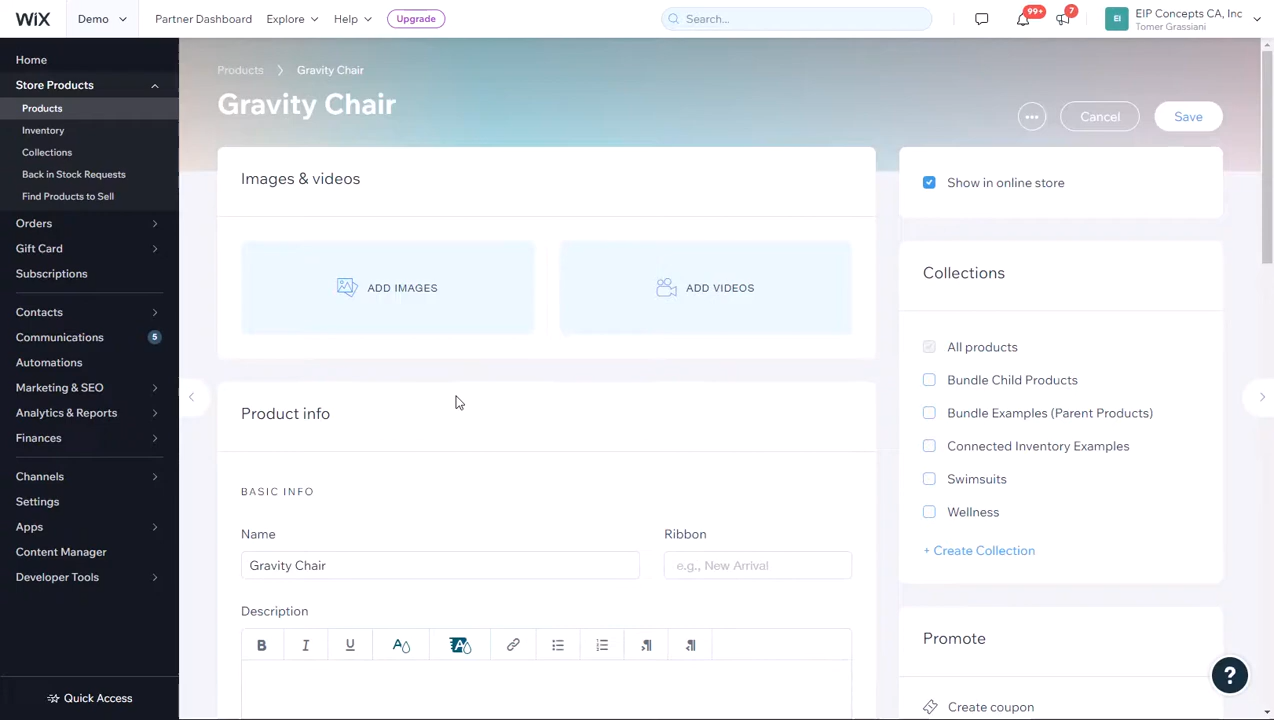 WiX
Demo
Partner Dashboard
Explore
Help
Upgrade
Search...
99+
7
EI
EIP Concepts CA, Inc
Tomer Grassiani
Home
Store Products
Products
Inventory
Collections
Back in Stock Requests
Find Products to Sell
Orders
Gift Card
Subscriptions
Contacts
Communications
5
Automations
Marketing & SEO
Analytics & Reports
Finances
Channels
Settings
Apps
Content Manager
Developer Tools
Quick Access
Products
Gravity Chair
Gravity Chair
Cancel
Save
Images & videos
ADD IMAGES
ADD VIDEOS
Product info
BASIC INFO
Name
Ribbon
Gravity Chair
e.g., New Arrival
Description
B
I
U
A
A
Show in online store
Collections
All products
Bundle Child Products
Bundle Examples (Parent Products)
Connected Inventory Examples
Swimsuits
Wellness
+ Create Collection
Promote
Create coupon
?